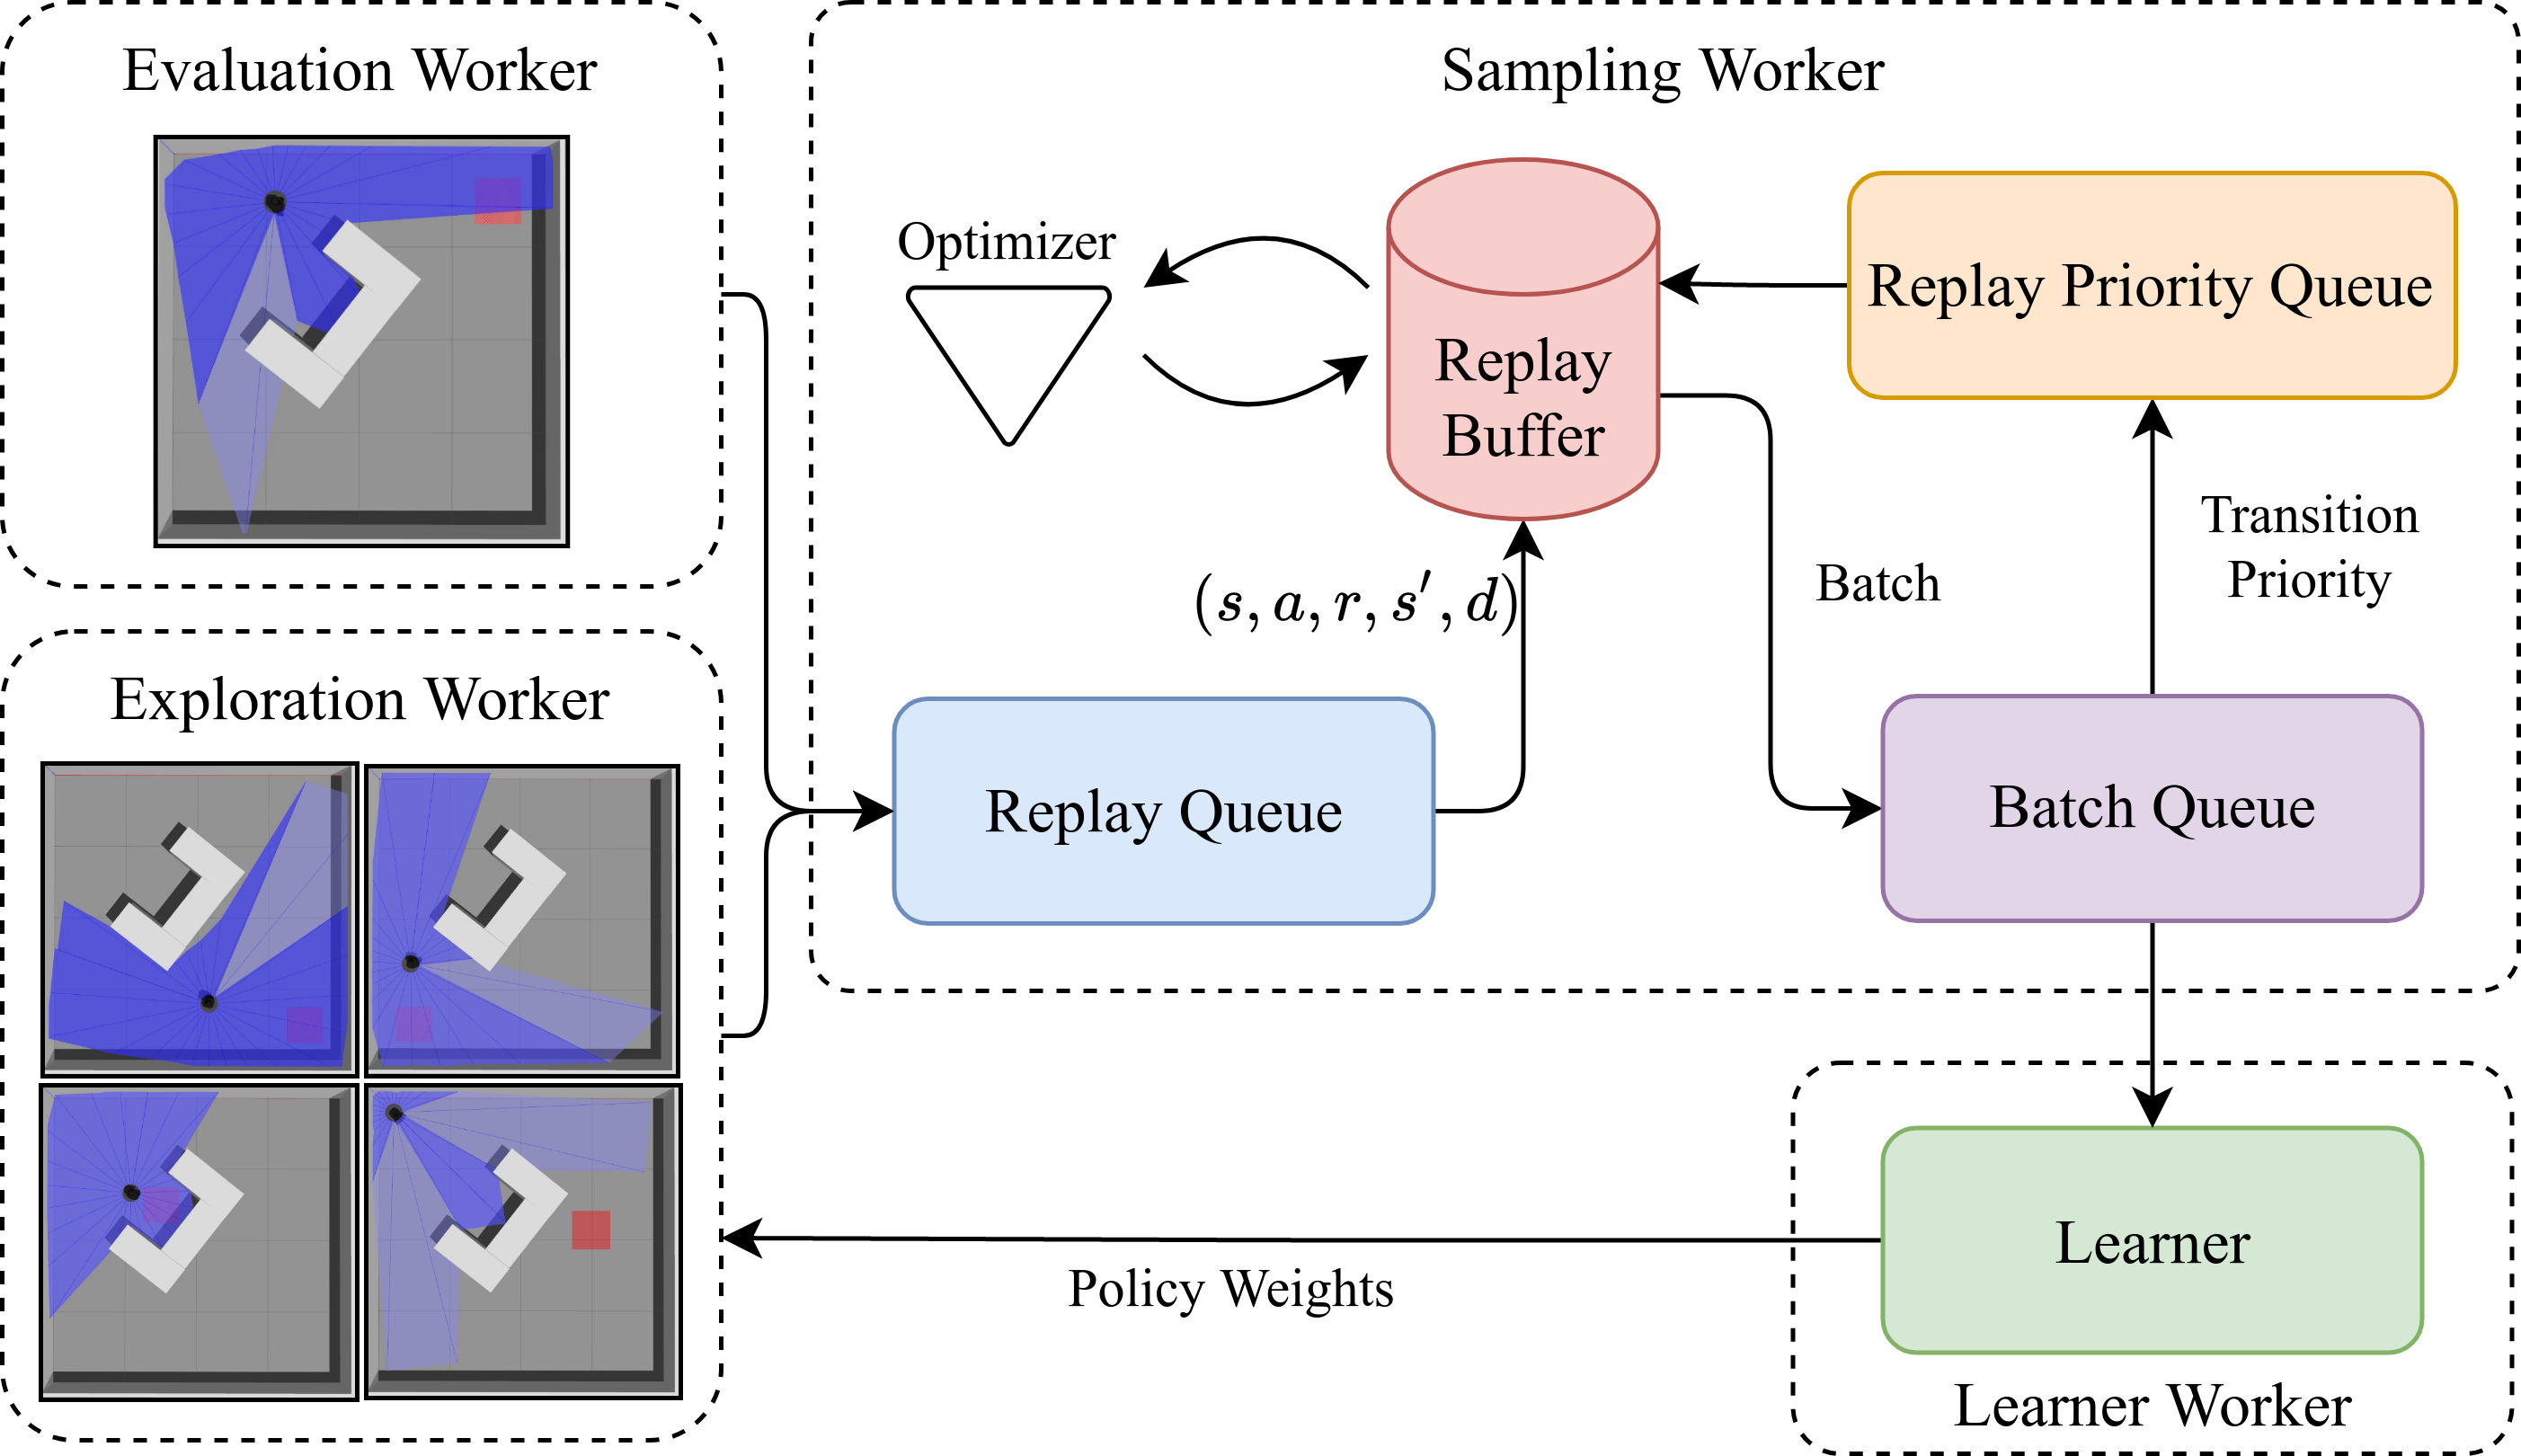 Evaluation Worker
Sampling Worker
Optimizer
Replay
Buffer
Replay Priority Queue
(s, a, r, s′, d)
Batch
Transition
Priority
Exploration Worker
Replay Queue
Batch Queue
Policy Weights
Learner
Learner Worker